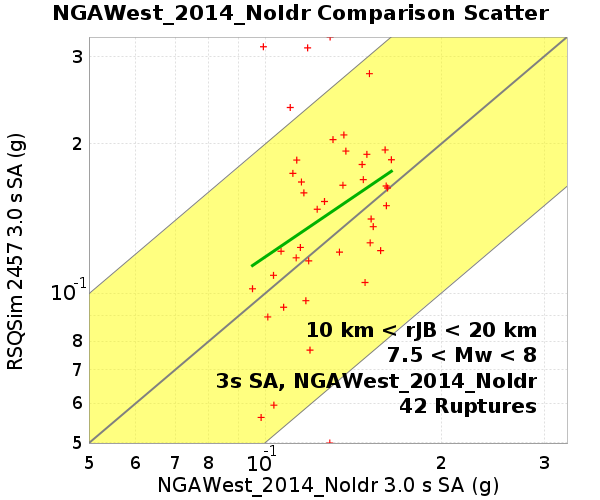 NGAWest_2014_NoIdr Comparison Scatter
RSQSim 2457 3.0 s SA (g)
3
2
10-1
8
7
6
5
10 km < rJB < 20 km
7.5 < Mw < 8
3s SA, NGAWest_2014_NoIdr
42 Ruptures
5 6 7 8 10-1 2 3
NGAWest_2014_NoIdr 3.0 s SA (g)